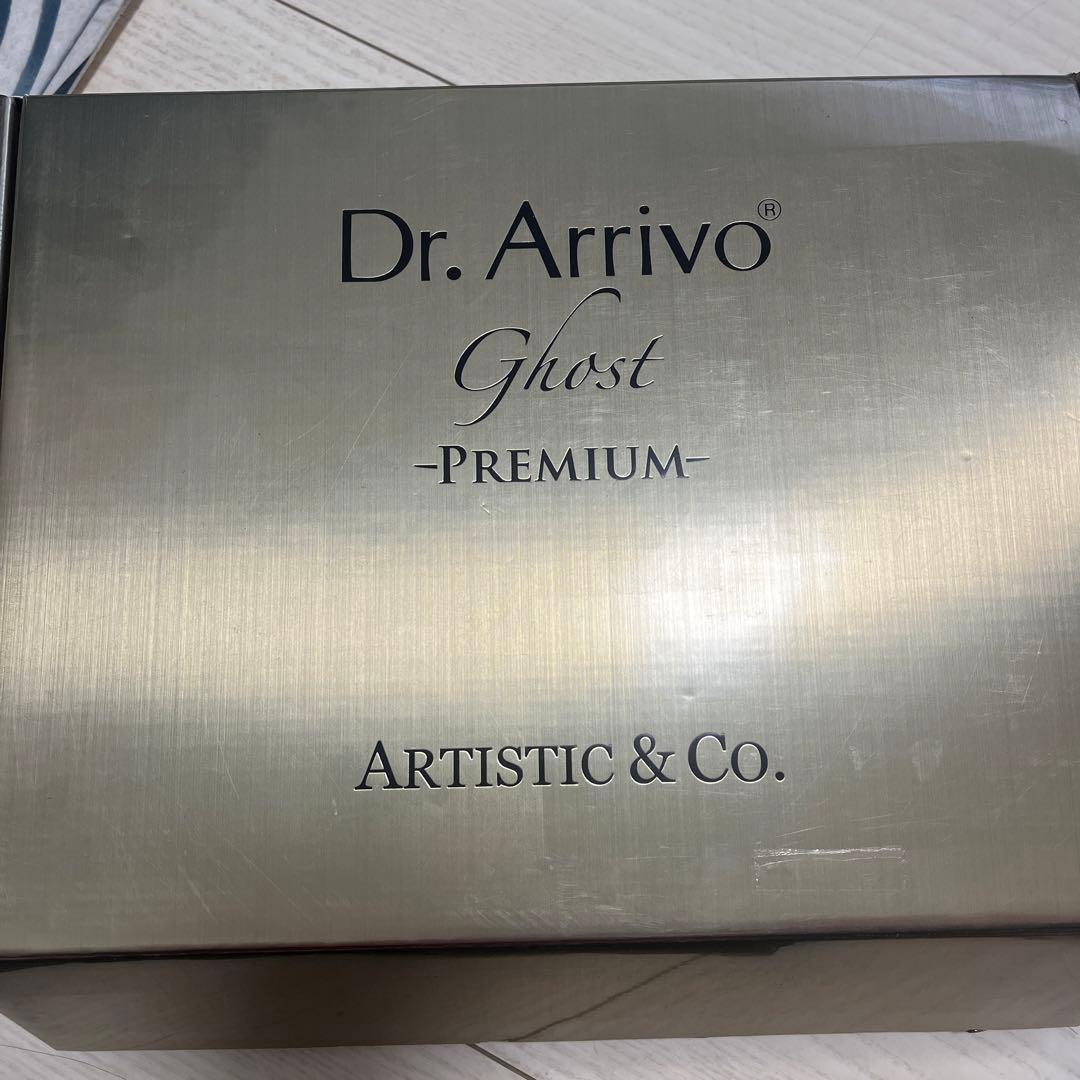 Dr. Arrivo®
Ghost
-PREMIUM-
ARTISTIC & CO.